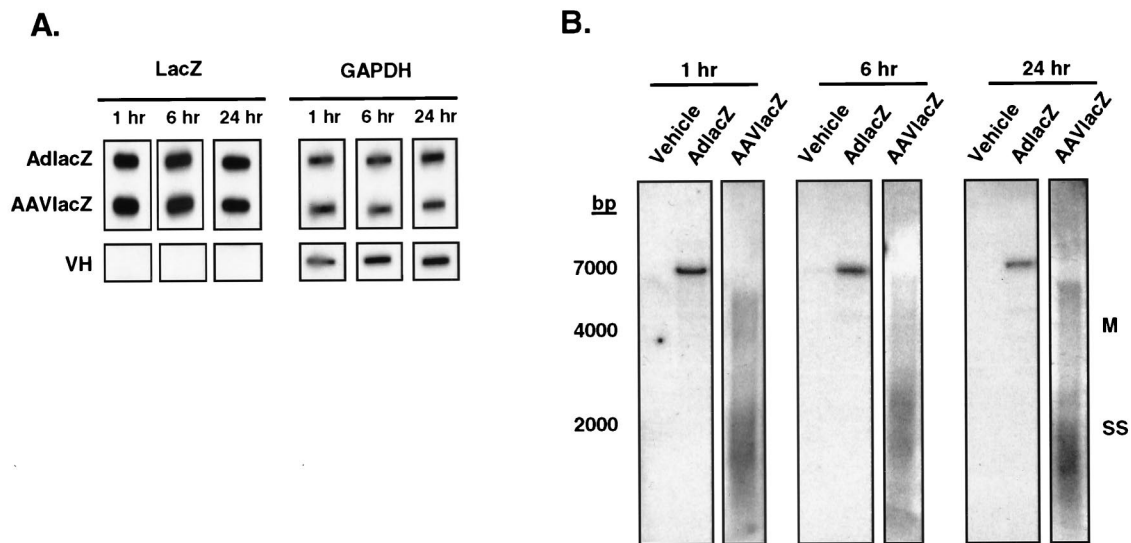 A.
LacZ GAPDH
1 hr 6 hr 24 hr 1 hr 6 hr 24 hr
AdlacZ
AAVlacZ
VH
B.
1 hr 6 hr 24 hr
Vehicle AdlacZ AAVlacZ Vehicle AdlacZ AAVlacZ Vehicle AdlacZ AAVlacZ
bp
7000
4000 M
2000 SS